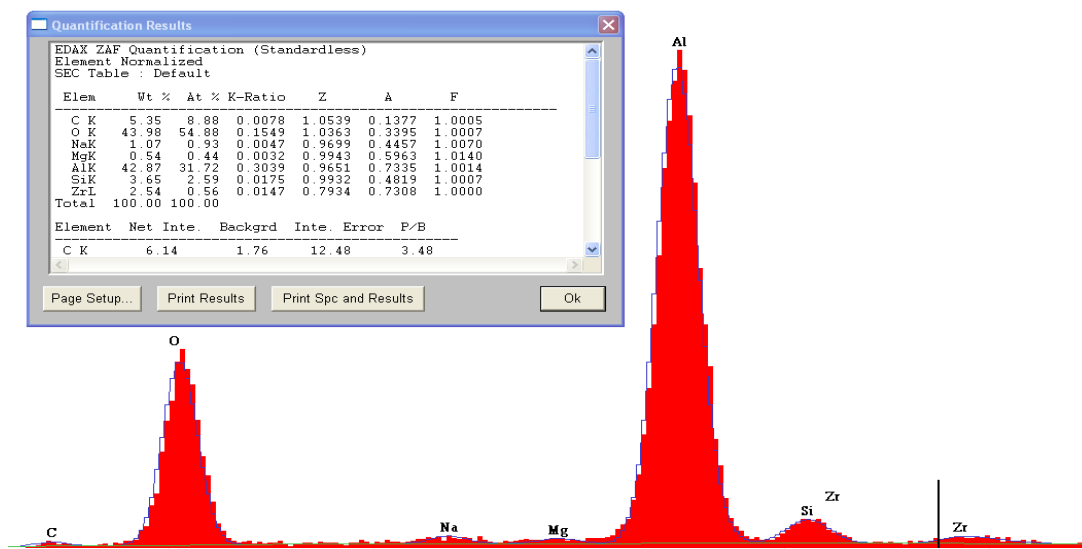 Quantification Results
EDAX ZAF Quantification (Standardless)
Element Normalized
SEC Table : Default
Elem Wt % At % K-Ratio Z A F
C K 5.35 8.88 0.0078 1.0539 0.1377 1.0005
O K 43.98 54.88 0.1549 1.0363 0.3395 1.0007
NaK 1.07 0.93 0.0047 0.9699 0.4457 1.0070
MgK 0.54 0.44 0.0032 0.9943 0.5963 1.0140
AlK 42.87 31.72 0.3039 0.9651 0.7335 1.0014
SiK 3.65 2.59 0.0175 0.9932 0.4819 1.0007
ZrL 2.54 0.56 0.0147 0.7934 0.7308 1.0000
Total 100.00 100.00
Element Net Inte. Backgrd Inte. Error P/B
C K 6.14 1.76 12.48 3.48
Page Setup... Print Results Print Spc and Results Ok
Al
O
C
Na
Mg
Si
Zr
Zr